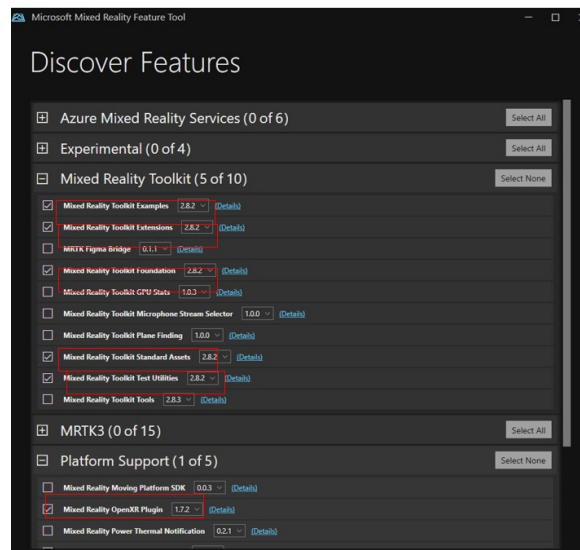 Microsoft Mixed Reality Feature Tool
Discover Features
Azure Mixed Reality Services (0 of 6) Select All
Experimental (0 of 4) Select All
Mixed Reality Toolkit (5 of 10) Select None
Mixed Reality Toolkit Examples 2.8.2 (Details)
Mixed Reality Toolkit Extensions 2.8.2 (Details)
MRTK Figma Bridge 0.1.1 (Details)
Mixed Reality Toolkit Foundation 2.8.2 (Details)
Mixed Reality Toolkit GPU Stats 1.0.3 (Details)
Mixed Reality Toolkit Microphone Stream Selector 1.0.0 (Details)
Mixed Reality Toolkit Plane Finding 1.0.0 (Details)
Mixed Reality Toolkit Standard Assets 2.8.2 (Details)
Mixed Reality Toolkit Test Utilities 2.8.2 (Details)
Mixed Reality Toolkit Tools 2.8.3 (Details)
MRTK3 (0 of 15) Select All
Platform Support (1 of 5) Select None
Mixed Reality Moving Platform SDK 0.0.3 (Details)
Mixed Reality OpenXR Plugin 1.7.2 (Details)
Mixed Reality Power Thermal Notification 0.2.1 (Details)